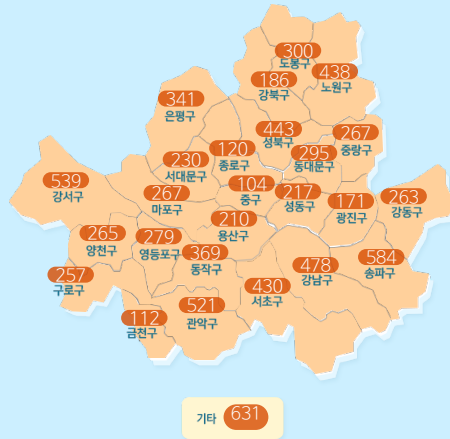 300
도봉구
438
노원구
186
강북구
341
은평구
443
성북구
267
중랑구
120
종로구
295
동대문구
230
서대문구
539
강서구
267
마포구
104
중구
217
성동구
171
광진구
263
강동구
210
용산구
265
양천구
279
영등포구
369
동작구
257
구로구
584
송파구
478
강남구
430
서초구
521
관악구
112
금천구
기타 631